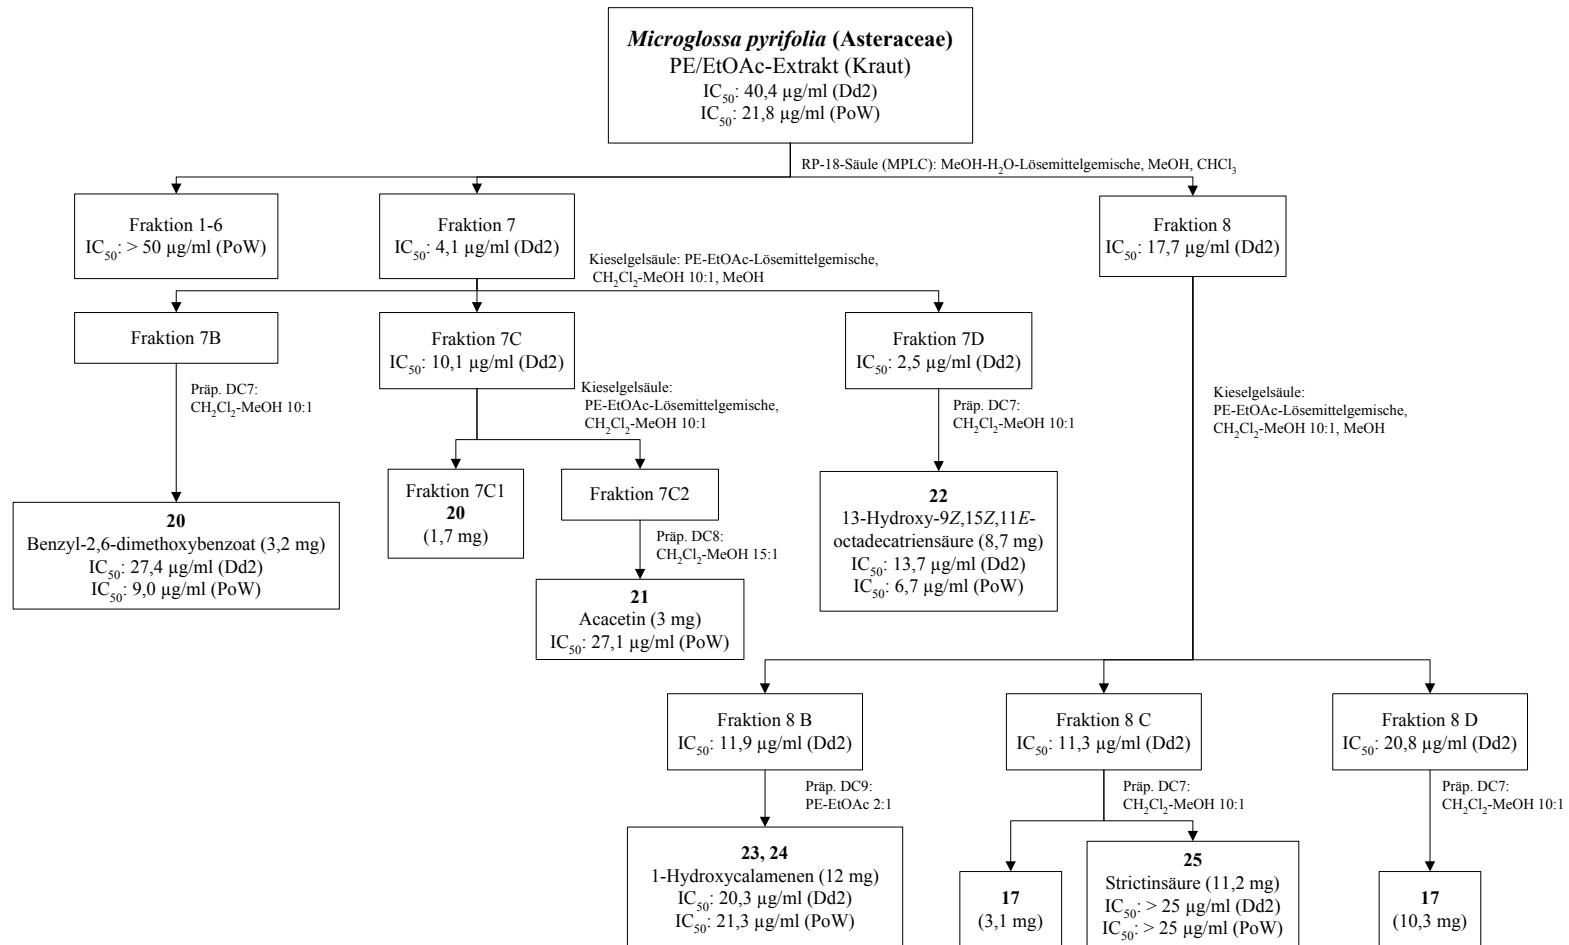 Microglossa pyrifolia (Asteraceae)
PE/EtOAc-Extrakt (Kraut)
IC50: 40,4 µg/ml (Dd2)
IC50: 21,8 µg/ml (PoW)
RP-18-Säule (MPLC): MeOH-H2O-Lösemittelgemische, MeOH, CHCl3
Fraktion 1-6
IC50: > 50 µg/ml (PoW)
Fraktion 7
IC50: 4,1 µg/ml (Dd2)
Fraktion 8
IC50: 17,7 µg/ml (Dd2)
Kieselgelsäule: PE-EtOAc-Lösemittelgemische,
CH2Cl2-MeOH 10:1, MeOH
Fraktion 7B
Fraktion 7C
IC50: 10,1 µg/ml (Dd2)
Fraktion 7D
IC50: 2,5 µg/ml (Dd2)
Präp. DC7:
CH2Cl2-MeOH 10:1
Kieselgelsäule:
PE-EtOAc-Lösemittelgemische,
CH2Cl2-MeOH 10:1
Präp. DC7:
CH2Cl2-MeOH 10:1
Kieselgelsäule:
PE-EtOAc-Lösemittelgemische,
CH2Cl2-MeOH 10:1, MeOH
20
Benzyl-2,6-dimethoxybenzoat (3,2 mg)
IC50: 27,4 µg/ml (Dd2)
IC50: 9,0 µg/ml (PoW)
Fraktion 7C1
20
(1,7 mg)
Fraktion 7C2
22
13-Hydroxy-9Z,15Z,11E-
octadecatriensäure (8,7 mg)
IC50: 13,7 µg/ml (Dd2)
IC50: 6,7 µg/ml (PoW)
Präp. DC8:
CH2Cl2-MeOH 15:1
21
Acacetin (3 mg)
IC50: 27,1 µg/ml (PoW)
Fraktion 8 B
IC50: 11,9 µg/ml (Dd2)
Fraktion 8 C
IC50: 11,3 µg/ml (Dd2)
Fraktion 8 D
IC50: 20,8 µg/ml (Dd2)
Präp. DC9:
PE-EtOAc 2:1
Präp. DC7:
CH2Cl2-MeOH 10:1
Präp. DC7:
CH2Cl2-MeOH 10:1
23, 24
1-Hydroxycalamenen (12 mg)
IC50: 20,3 µg/ml (Dd2)
IC50: 21,3 µg/ml (PoW)
17
(3,1 mg)
25
Strictinsäure (11,2 mg)
IC50: > 25 µg/ml (Dd2)
IC50: > 25 µg/ml (PoW)
17
(10,3 mg)